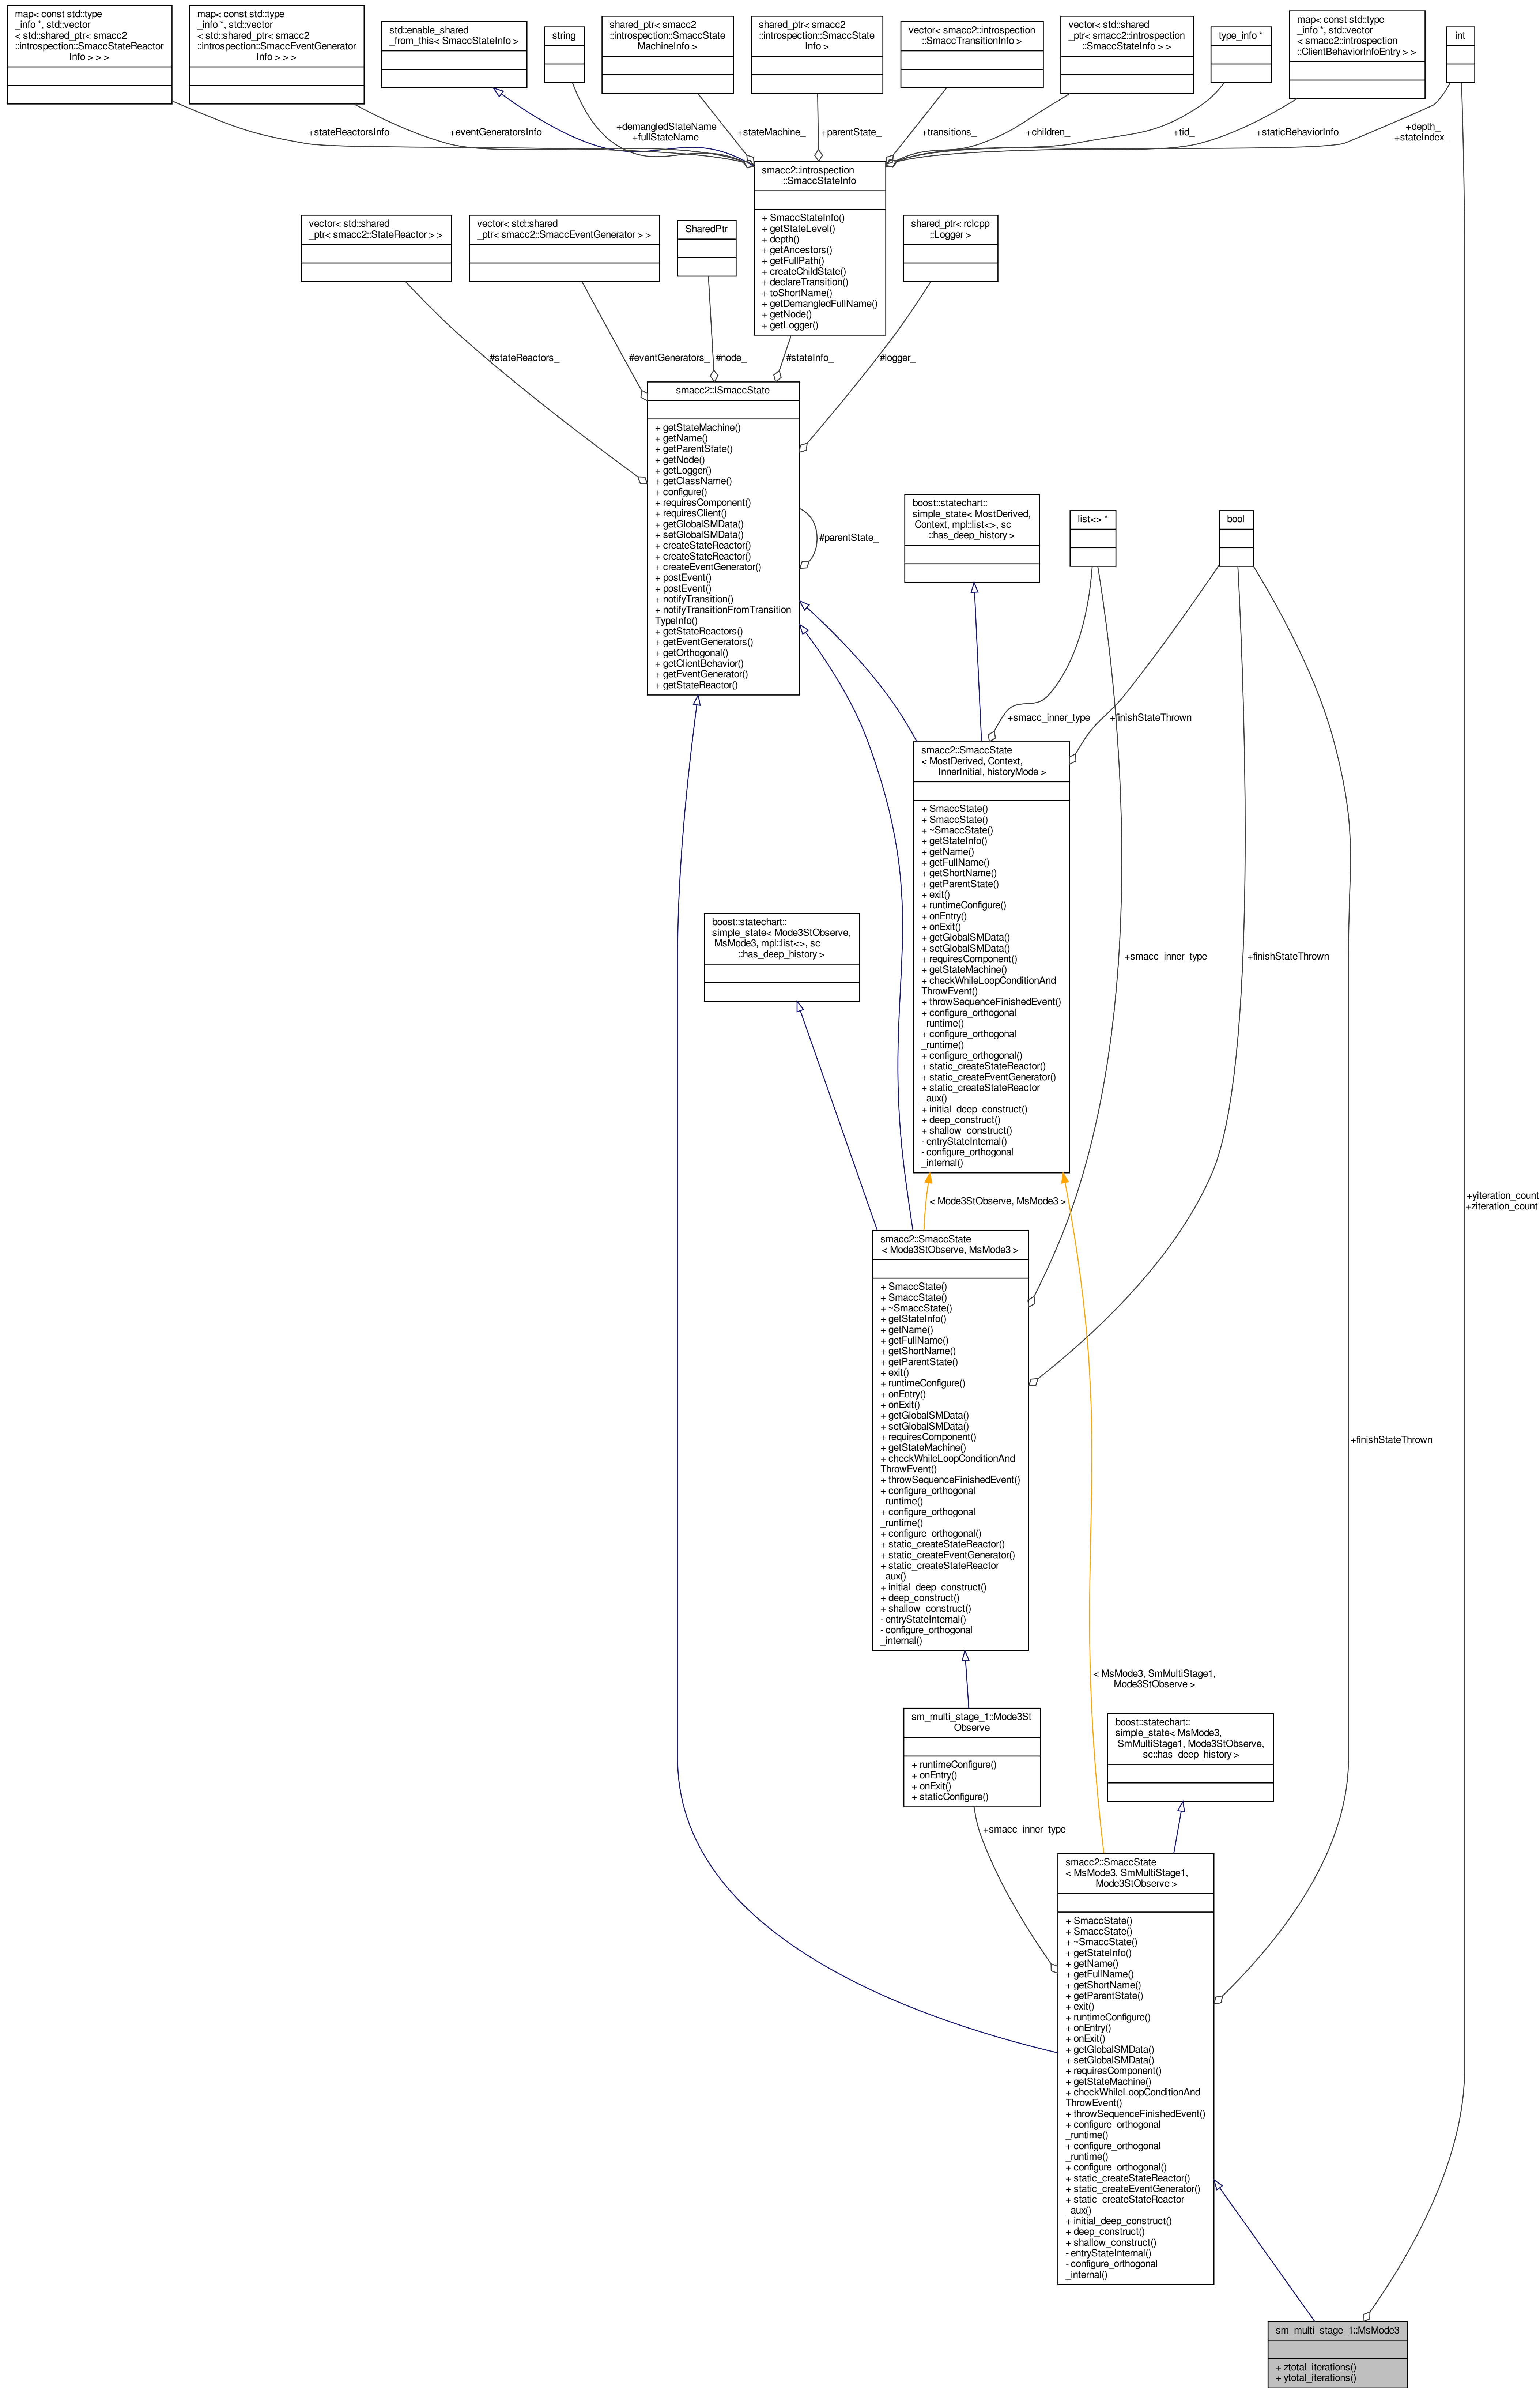 map< const std::type
_info *, std::vector
< std::shared_ptr< smacc2
::introspection::SmaccStateReactor
Info > > >
map< const std::type
_info *, std::vector
< std::shared_ptr< smacc2
::introspection::SmaccEventGenerator
Info > > >
std::enable_shared
_from_this< SmaccStateInfo >
string
shared_ptr< smacc2
::introspection::SmaccState
MachineInfo >
shared_ptr< smacc2
::introspection::SmaccState
Info >
vector< smacc2::introspection
::SmaccTransitionInfo >
vector< std::shared
_ptr< smacc2::introspection
::SmaccStateInfo > >
type_info *
map< const std::type
_info *, std::vector
< smacc2::introspection
::ClientBehaviorInfoEntry > >
int
+stateReactorsInfo
+eventGeneratorsInfo
+demangledStateName
+fullStateName
+stateMachine_
+parentState_
+transitions_
+children_
+tid_
+staticBehaviorInfo
+depth_
+stateIndex_
smacc2::introspection
::SmaccStateInfo
+ SmaccStateInfo()
+ getStateLevel()
+ depth()
+ getAncestors()
+ getFullPath()
+ createChildState()
+ declareTransition()
+ toShortName()
+ getDemangledFullName()
+ getNode()
+ getLogger()
vector< std::shared
_ptr< smacc2::StateReactor > >
vector< std::shared
_ptr< smacc2::SmaccEventGenerator > >
SharedPtr
shared_ptr< rclcpp
::Logger >
#stateReactors_
#eventGenerators_
#node_
#stateInfo_
#logger_
smacc2::ISmaccState
+ getStateMachine()
+ getName()
+ getParentState()
+ getNode()
+ getLogger()
+ getClassName()
+ configure()
+ requiresComponent()
+ requiresClient()
+ getGlobalSMData()
+ setGlobalSMData()
+ createStateReactor()
+ createStateReactor()
+ createEventGenerator()
+ postEvent()
+ postEvent()
+ notifyTransition()
+ notifyTransitionFromTransition
TypeInfo()
+ getStateReactors()
+ getEventGenerators()
+ getOrthogonal()
+ getClientBehavior()
+ getEventGenerator()
+ getStateReactor()
#parentState_
boost::statechart::
simple_state< MostDerived,
Context, mpl::list<>, sc
::has_deep_history >
list<> *
bool
+smacc_inner_type
+finishStateThrown
smacc2::SmaccState
< MostDerived, Context,
InnerInitial, historyMode >
+ SmaccState()
+ SmaccState()
+ ~SmaccState()
+ getStateInfo()
+ getName()
+ getFullName()
+ getShortName()
+ getParentState()
+ exit()
+ runtimeConfigure()
+ onEntry()
+ onExit()
+ getGlobalSMData()
+ setGlobalSMData()
+ requiresComponent()
+ getStateMachine()
+ checkWhileLoopConditionAnd
ThrowEvent()
+ throwSequenceFinishedEvent()
+ configure_orthogonal
_runtime()
+ configure_orthogonal
_runtime()
+ configure_orthogonal()
+ static_createStateReactor()
+ static_createEventGenerator()
+ static_createStateReactor
_aux()
+ initial_deep_construct()
+ deep_construct()
+ shallow_construct()
- entryStateInternal()
- configure_orthogonal
_internal()
boost::statechart::
simple_state< Mode3StObserve,
MsMode3, mpl::list<>, sc
::has_deep_history >
+smacc_inner_type
+finishStateThrown
< Mode3StObserve, MsMode3 >
+yiteration_count
+ziteration_count
smacc2::SmaccState
< Mode3StObserve, MsMode3 >
+ SmaccState()
+ SmaccState()
+ ~SmaccState()
+ getStateInfo()
+ getName()
+ getFullName()
+ getShortName()
+ getParentState()
+ exit()
+ runtimeConfigure()
+ onEntry()
+ onExit()
+ getGlobalSMData()
+ setGlobalSMData()
+ requiresComponent()
+ getStateMachine()
+ checkWhileLoopConditionAnd
ThrowEvent()
+ throwSequenceFinishedEvent()
+ configure_orthogonal
_runtime()
+ configure_orthogonal
_runtime()
+ configure_orthogonal()
+ static_createStateReactor()
+ static_createEventGenerator()
+ static_createStateReactor
_aux()
+ initial_deep_construct()
+ deep_construct()
+ shallow_construct()
- entryStateInternal()
- configure_orthogonal
_internal()
+finishStateThrown
< MsMode3, SmMultiStage1,
Mode3StObserve >
sm_multi_stage_1::Mode3St
Observe
+ runtimeConfigure()
+ onEntry()
+ onExit()
+ staticConfigure()
boost::statechart::
simple_state< MsMode3,
SmMultiStage1, Mode3StObserve,
sc::has_deep_history >
+smacc_inner_type
smacc2::SmaccState
< MsMode3, SmMultiStage1,
Mode3StObserve >
+ SmaccState()
+ SmaccState()
+ ~SmaccState()
+ getStateInfo()
+ getName()
+ getFullName()
+ getShortName()
+ getParentState()
+ exit()
+ runtimeConfigure()
+ onEntry()
+ onExit()
+ getGlobalSMData()
+ setGlobalSMData()
+ requiresComponent()
+ getStateMachine()
+ checkWhileLoopConditionAnd
ThrowEvent()
+ throwSequenceFinishedEvent()
+ configure_orthogonal
_runtime()
+ configure_orthogonal
_runtime()
+ configure_orthogonal()
+ static_createStateReactor()
+ static_createEventGenerator()
+ static_createStateReactor
_aux()
+ initial_deep_construct()
+ deep_construct()
+ shallow_construct()
- entryStateInternal()
- configure_orthogonal
_internal()
sm_multi_stage_1::MsMode3
+ ztotal_iterations()
+ ytotal_iterations()